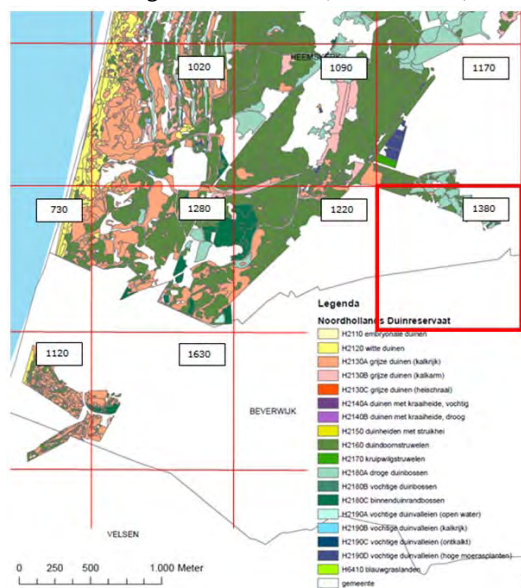 HEEMSKERK
1020
1090
1170
730
1280
1220
1380
1120
1630
BEVERWIJK
VELSEN
Legenda
Noordhollands Duinreservaat
H2110 embryonale duinen
H2120 witte duinen
H2130A grijze duinen (kalkrijk)
H2130B grijze duinen (kalkarm)
H2130C grijze duinen (heischraal)
H2140A duinen met kraaiheide, vochtig
H2140B duinen met kraaiheide, droog
H2150 duinheiden met struikhei
H2160 duindoornstruwelen
H2170 kruipwilgstruwelen
H2180A droge duinbossen
H2180B vochtige duinbossen
H2180C binnenduinrandbossen
H2190A vochtige duinvalleien (open water)
H2190B vochtige duinvalleien (kalkrijk)
H2190C vochtige duinvalleien (ontkalkt)
H2190D vochtige duinvalleien (hoge moerasplanten)
H6410 blauwgraslanden
gemeente
0 250 500 1.000 Meter